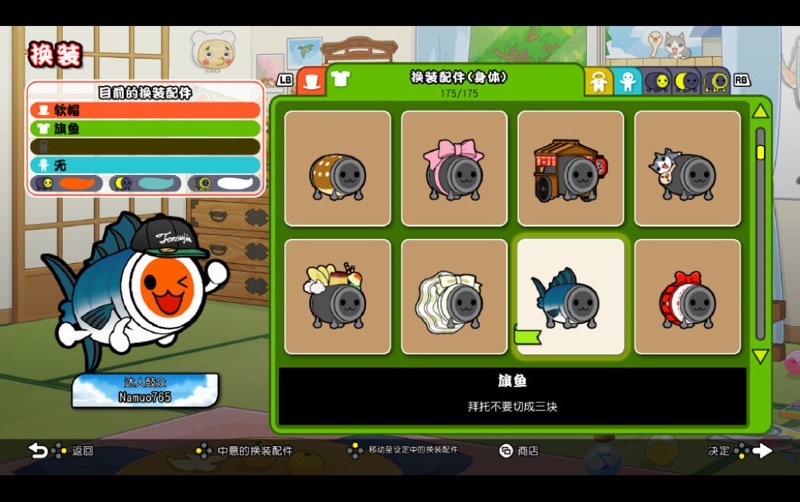 换装
目前的换装配件
软帽
旗鱼
无
LB
换装配件(身体)
175/175
RB
达人鼓众
Namuo765
旗鱼
拜托不要切成三块
返回
中意的换装配件
移动至设定中的换装配件
商店
决定